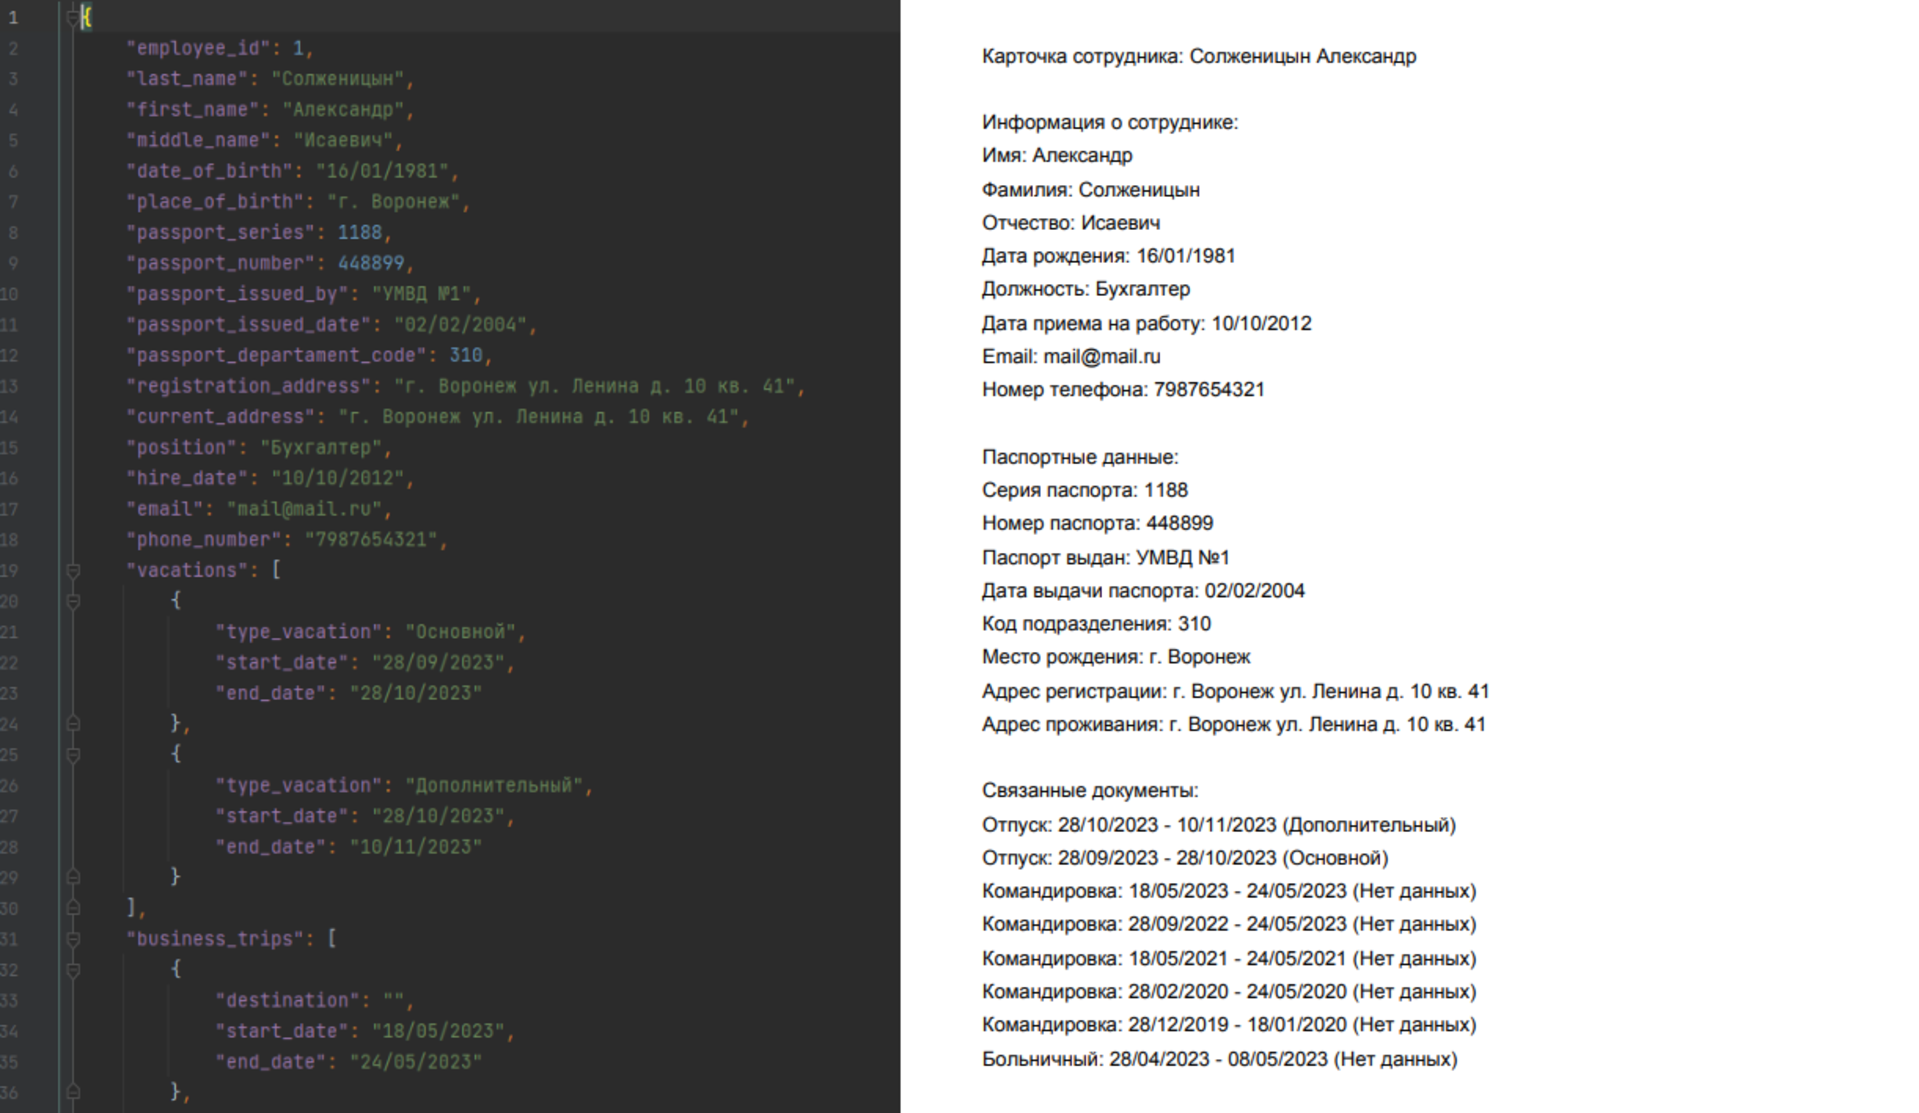 1 {
2 "employee_id": 1,
3 "last_name": "Солженицын",
4 "first_name": "Александр",
5 "middle_name": "Исаевич",
6 "date_of_birth": "16/01/1981",
7 "place_of_birth": "г. Воронеж",
8 "passport_series": 1188,
9 "passport_number": 448899,
10 "passport_issued_by": "УМВД №1",
11 "passport_issued_date": "02/02/2004",
12 "passport_departament_code": 310,
13 "registration_address": "г. Воронеж ул. Ленина д. 10 кв. 41",
14 "current_address": "г. Воронеж ул. Ленина д. 10 кв. 41",
15 "position": "Бухгалтер",
16 "hire_date": "10/10/2012",
17 "email": "mail@mail.ru",
18 "phone_number": "7987654321",
19 "vacations": [
20 {
21 "type_vacation": "Основной",
22 "start_date": "28/09/2023",
23 "end_date": "28/10/2023"
24 },
25 {
26 "type_vacation": "Дополнительный",
27 "start_date": "28/10/2023",
28 "end_date": "10/11/2023"
29 }
30 ],
31 "business_trips": [
32 {
33 "destination": "",
34 "start_date": "18/05/2023",
35 "end_date": "24/05/2023"
36 },
Карточка сотрудника: Солженицын Александр
Информация о сотруднике:
Имя: Александр
Фамилия: Солженицын
Отчество: Исаевич
Дата рождения: 16/01/1981
Должность: Бухгалтер
Дата приема на работу: 10/10/2012
Email: mail@mail.ru
Номер телефона: 7987654321
Паспортные данные:
Серия паспорта: 1188
Номер паспорта: 448899
Паспорт выдан: УМВД №1
Дата выдачи паспорта: 02/02/2004
Код подразделения: 310
Место рождения: г. Воронеж
Адрес регистрации: г. Воронеж ул. Ленина д. 10 кв. 41
Адрес проживания: г. Воронеж ул. Ленина д. 10 кв. 41
Связанные документы:
Отпуск: 28/10/2023 - 10/11/2023 (Дополнительный)
Отпуск: 28/09/2023 - 28/10/2023 (Основной)
Командировка: 18/05/2023 - 24/05/2023 (Нет данных)
Командировка: 28/09/2022 - 24/05/2023 (Нет данных)
Командировка: 18/05/2021 - 24/05/2021 (Нет данных)
Командировка: 28/02/2020 - 24/05/2020 (Нет данных)
Командировка: 28/12/2019 - 18/01/2020 (Нет данных)
Больничный: 28/04/2023 - 08/05/2023 (Нет данных)